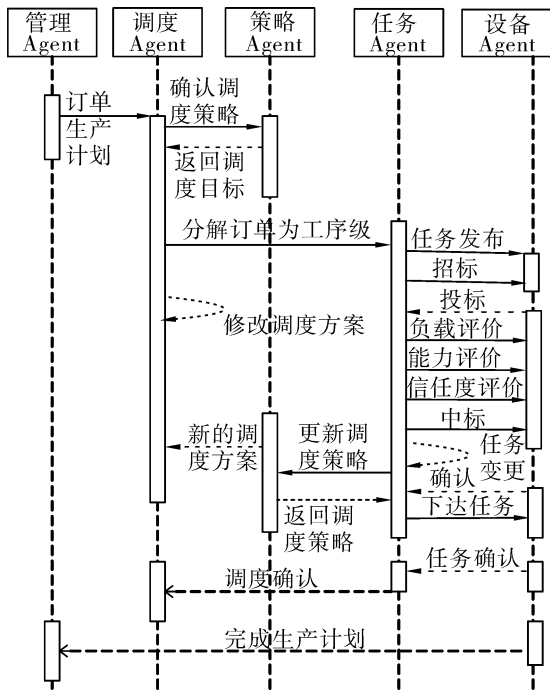 管理
Agent
调度
Agent
策略
Agent
任务
Agent
设备
Agent
订单
生产
计划
确认调
度策略
返回调
度目标
分解订单为工序级
任务发布
招标
投标
修改调度方案
负载评价
能力评价
信任度评价
中标
新的调
度方案
更新调
度策略
任务
变更
确认
返回调
度策略
下达任务
任务确认
调度确认
完成生产计划